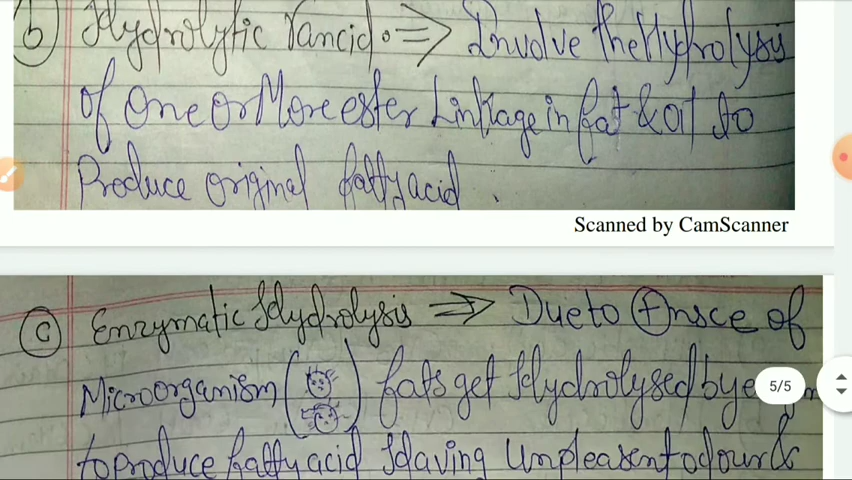 b Hydrolytic rancid. ⇒ Involve the Hydrolysis
of One Or More ester Linkage in fat & oil to
Produce original fatty acid.
Scanned by CamScanner
c Enzymatic Hydrolysis ⇒ Due to of
Microorganism ( ) fats get Hydrolysed by
5/5
to produce fatty acid Having Unpleasent odour &